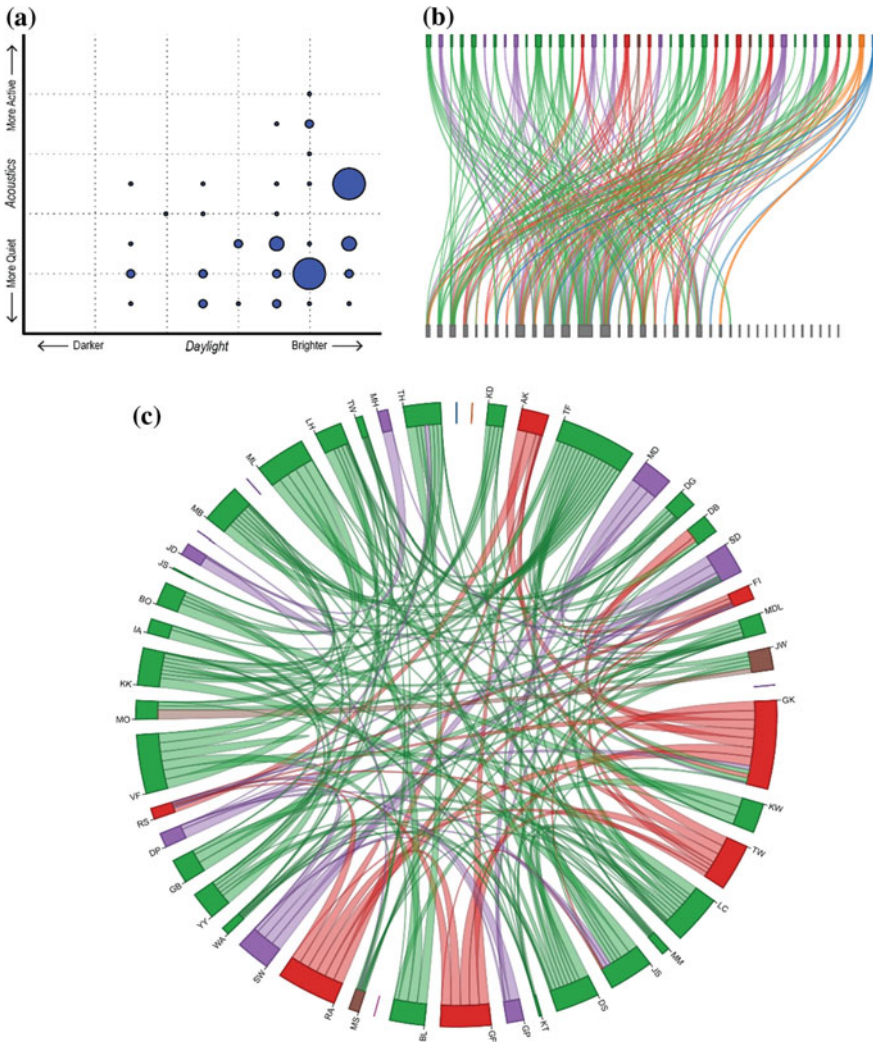 (a)
More Active
Acoustics
More Quiet
Darker
Daylight
Brighter
(b)
(c)
KD
AK
TF
MD
DG
DB
SD
FI
MDL
JW
GK
KW
TW
LC
MM
JS
DS
KT
GP
GF
BL
MS
RA
SW
WA
YY
GB
DP
RS
VF
MO
KK
IA
BO
JS
JD
MB
ML
LH
TW
MH
TH